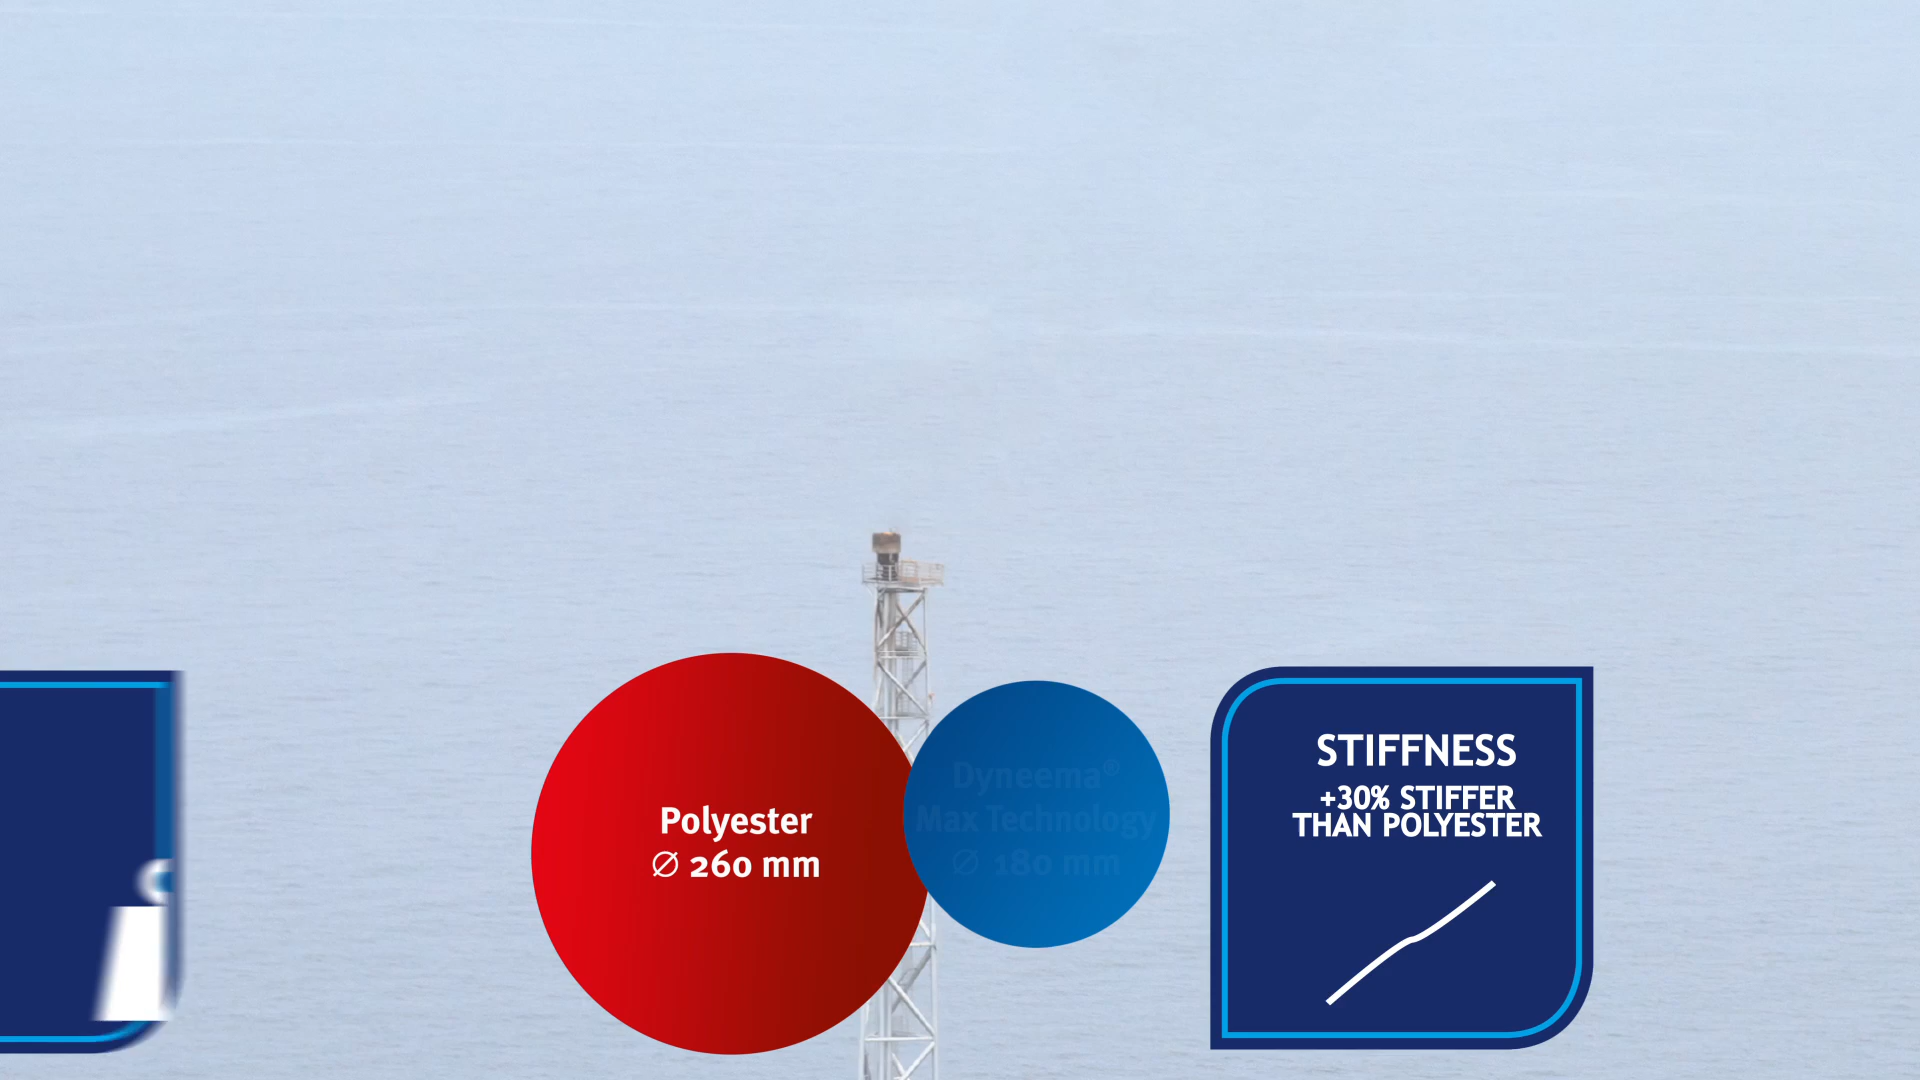 Polyester
∅ 260 mm
Dyneema®
Max Technology
∅ 180 mm
STIFFNESS
+30% STIFFER
THAN POLYESTER